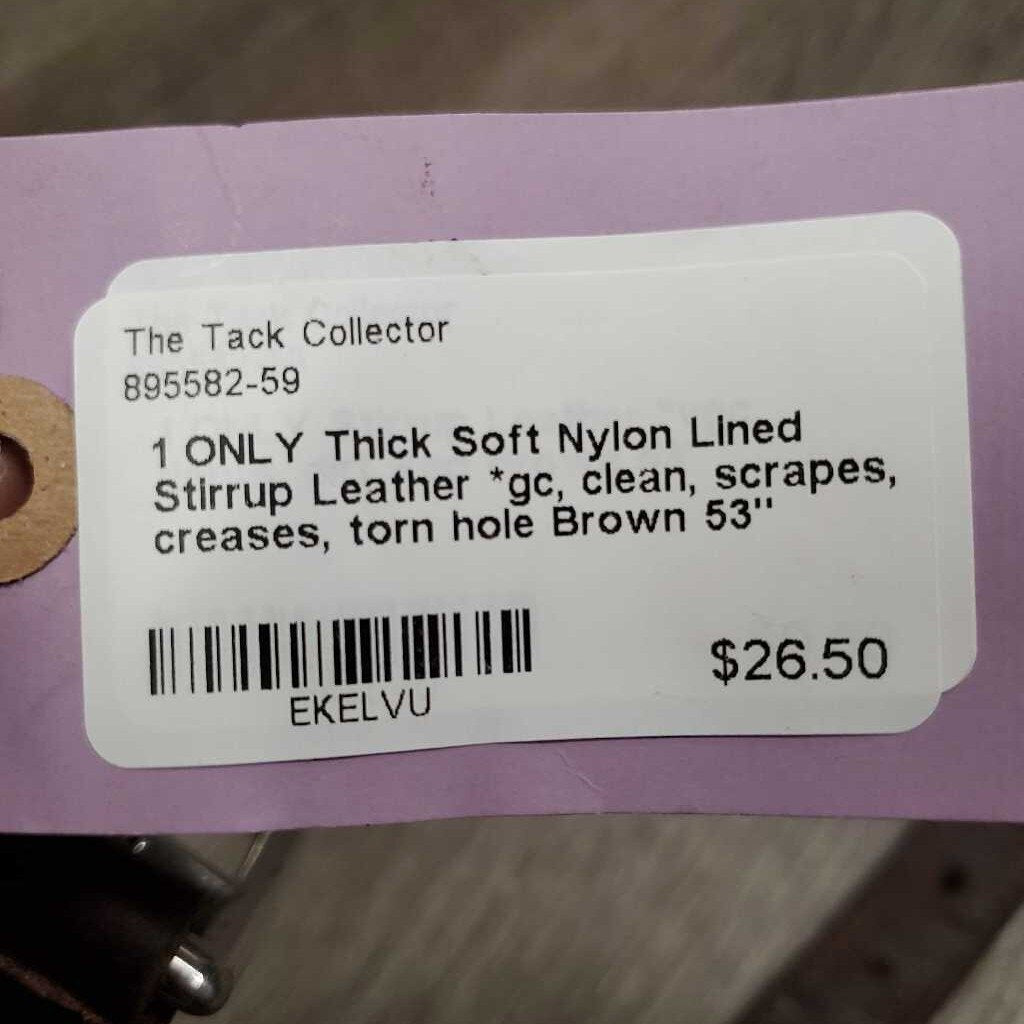 The Tack Collector
895582-59
1 ONLY Thick Soft Nylon Lined
Stirrup Leather *gc, clean, scrapes,
creases, torn hole Brown 53"
EKELVU
$26.50